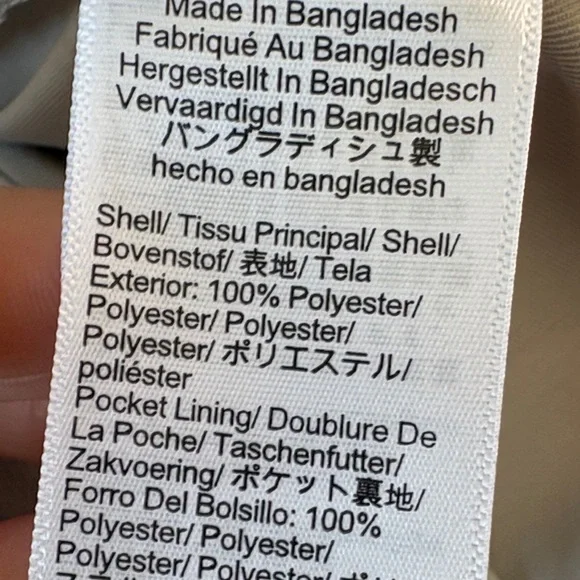 Made In Bangladesh
Fabriqué Au Bangladesh
Hergestellt In Bangladesch
Vervaardigd In Bangladesh
バングラディシュ製
hecho en bangladesh
Shell/ Tissu Principal/ Shell/
Bovenstof/ 表地/ Tela
Exterior: 100% Polyester/
Polyester/ Polyester/
Polyester/ ポリエステル/
poliéster
Pocket Lining/ Doublure De
La Poche/ Taschenfutter/
Zakvoering/ ポケット裏地/
Forro Del Bolsillo: 100%
Polyester/ Polyester/
Polyester/ Polyester/